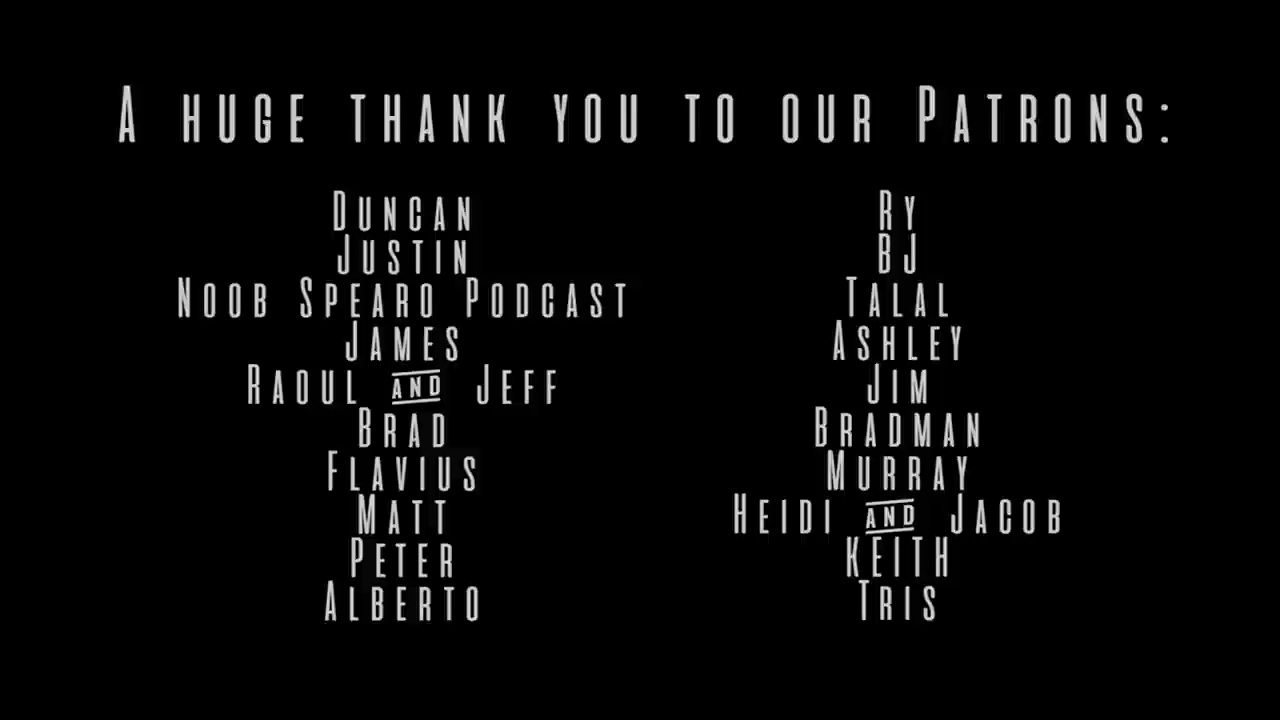 A huge thank you to our Patrons:
Duncan
Justin
Noob Spearo Podcast
James
Raoul and Jeff
Brad
Flavius
Matt
Peter
Alberto
Ry
BJ
Talal
Ashley
Jim
Bradman
Murray
Heidi and Jacob
KEITH
Tris